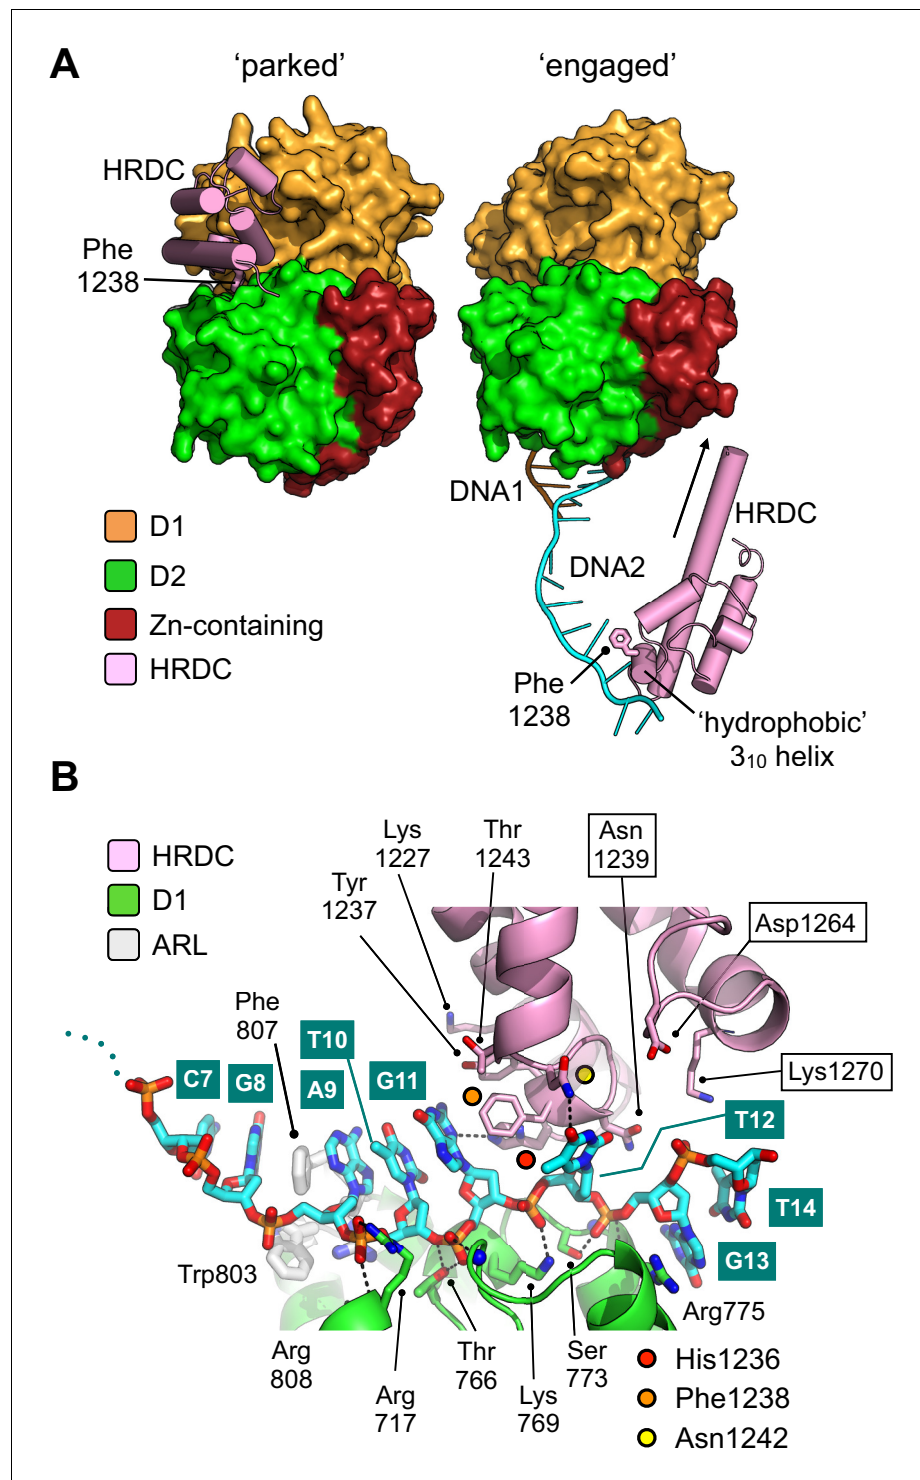 A
‘parked’
‘engaged’
HRDC
Phe
1238
DNA1
HRDC
DNA2
D1
D2
Zn-containing
HRDC
Phe
1238
‘hydrophobic’
3₁₀ helix
B
HRDC
D1
ARL
Lys
1227
Thr
1243
Asn
1239
Tyr
1237
Asp1264
Phe
807
T10
C7
G8
A9
G11
Lys1270
T12
T14
G13
Trp803
Arg775
Arg
808
Arg
717
Thr
766
Lys
769
Ser
773
His1236
Phe1238
Asn1242